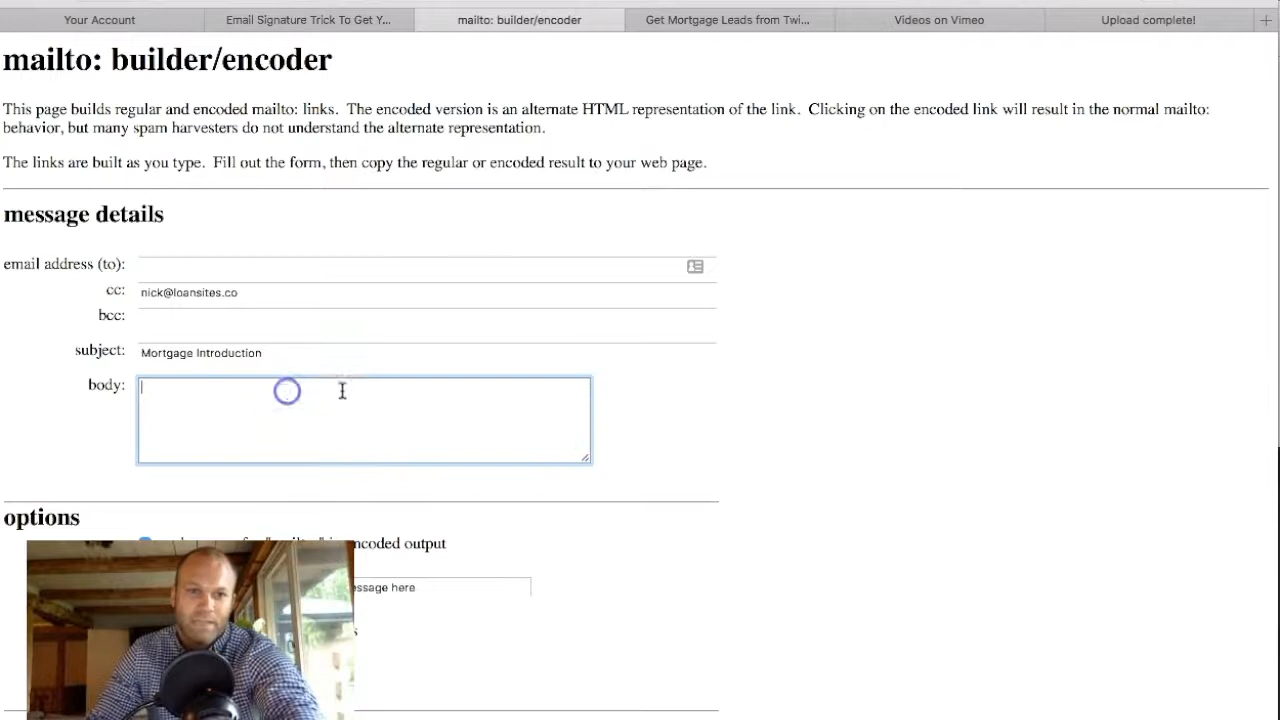 Your Account
Email Signature Trick To Get Y...
mailto: builder/encoder
Get Mortgage Leads from Twi...
Videos on Vimeo
Upload complete!
mailto: builder/encoder
This page builds regular and encoded mailto: links. The encoded version is an alternate HTML representation of the link. Clicking on the encoded link will result in the normal mailto:
behavior, but many spam harvesters do not understand the alternate representation.
The links are built as you type. Fill out the form, then copy the regular or encoded result to your web page.
message details
email address (to):
cc: nick@loansites.co
bcc:
subject: Mortgage Introduction
body:
options
output
here